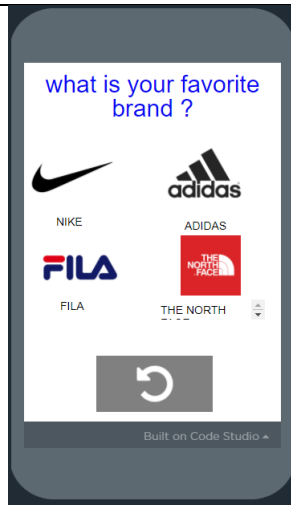 what is your favorite
brand ?
adidas
NIKE
ADIDAS
FILA
THE
NORTH
FACE
FILA
THE NORTH
Built on Code Studio